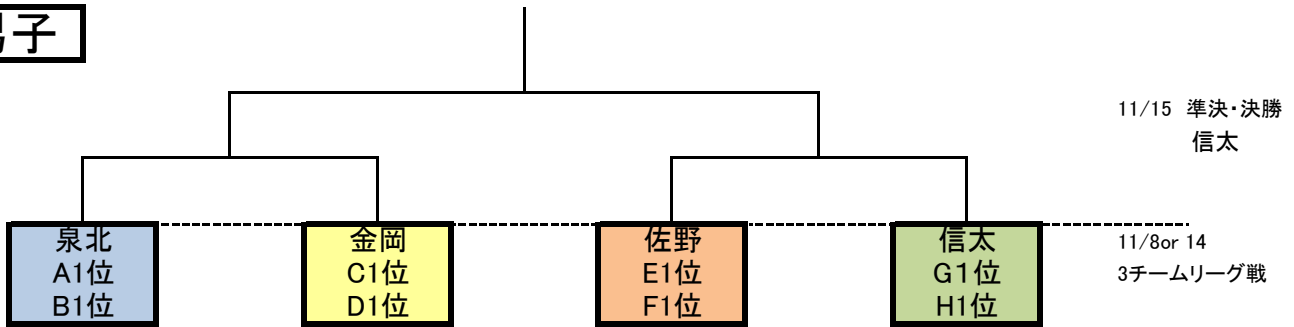 男子
11/15 準決・決勝
信太
泉北
A1位
B1位
金岡
C1位
D1位
佐野
E1位
F1位
信太
G1位
H1位
11/8or 14
3チームリーグ戦